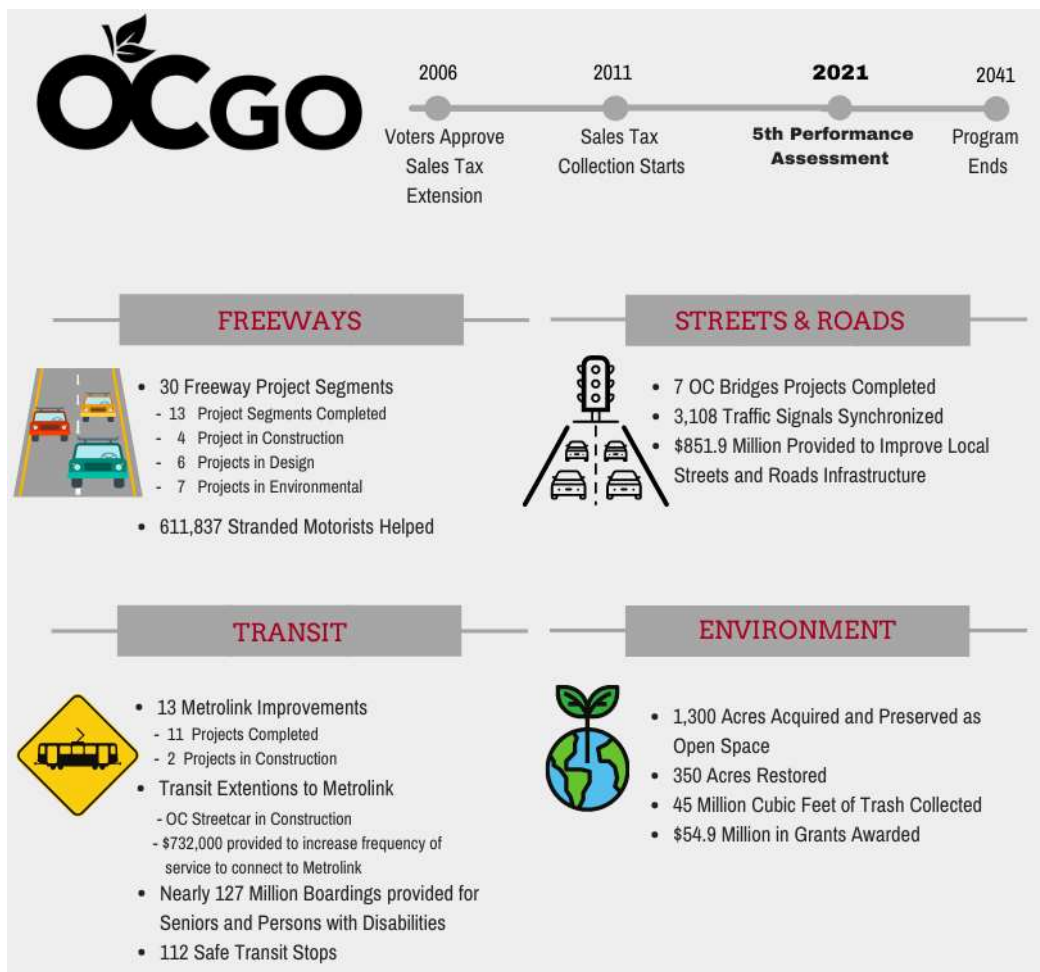 OCGO
2006
2011
2021
2041
Voters Approve
Sales Tax
Extension
Sales Tax
Collection Starts
5th Performance
Assessment
Program
Ends
FREEWAYS
• 30 Freeway Project Segments
- 13 Project Segments Completed
- 4 Project in Construction
- 6 Projects in Design
- 7 Projects in Environmental
• 611,837 Stranded Motorists Helped
STREETS & ROADS
• 7 OC Bridges Projects Completed
• 3,108 Traffic Signals Synchronized
• $851.9 Million Provided to Improve Local
Streets and Roads Infrastructure
TRANSIT
• 13 Metrolink Improvements
- 11 Projects Completed
- 2 Projects in Construction
• Transit Extentions to Metrolink
- OC Streetcar in Construction
- $732,000 provided to increase frequency of
service to connect to Metrolink
• Nearly 127 Million Boardings provided for
Seniors and Persons with Disabilities
• 112 Safe Transit Stops
ENVIRONMENT
• 1,300 Acres Acquired and Preserved as
Open Space
• 350 Acres Restored
• 45 Million Cubic Feet of Trash Collected
• $54.9 Million in Grants Awarded